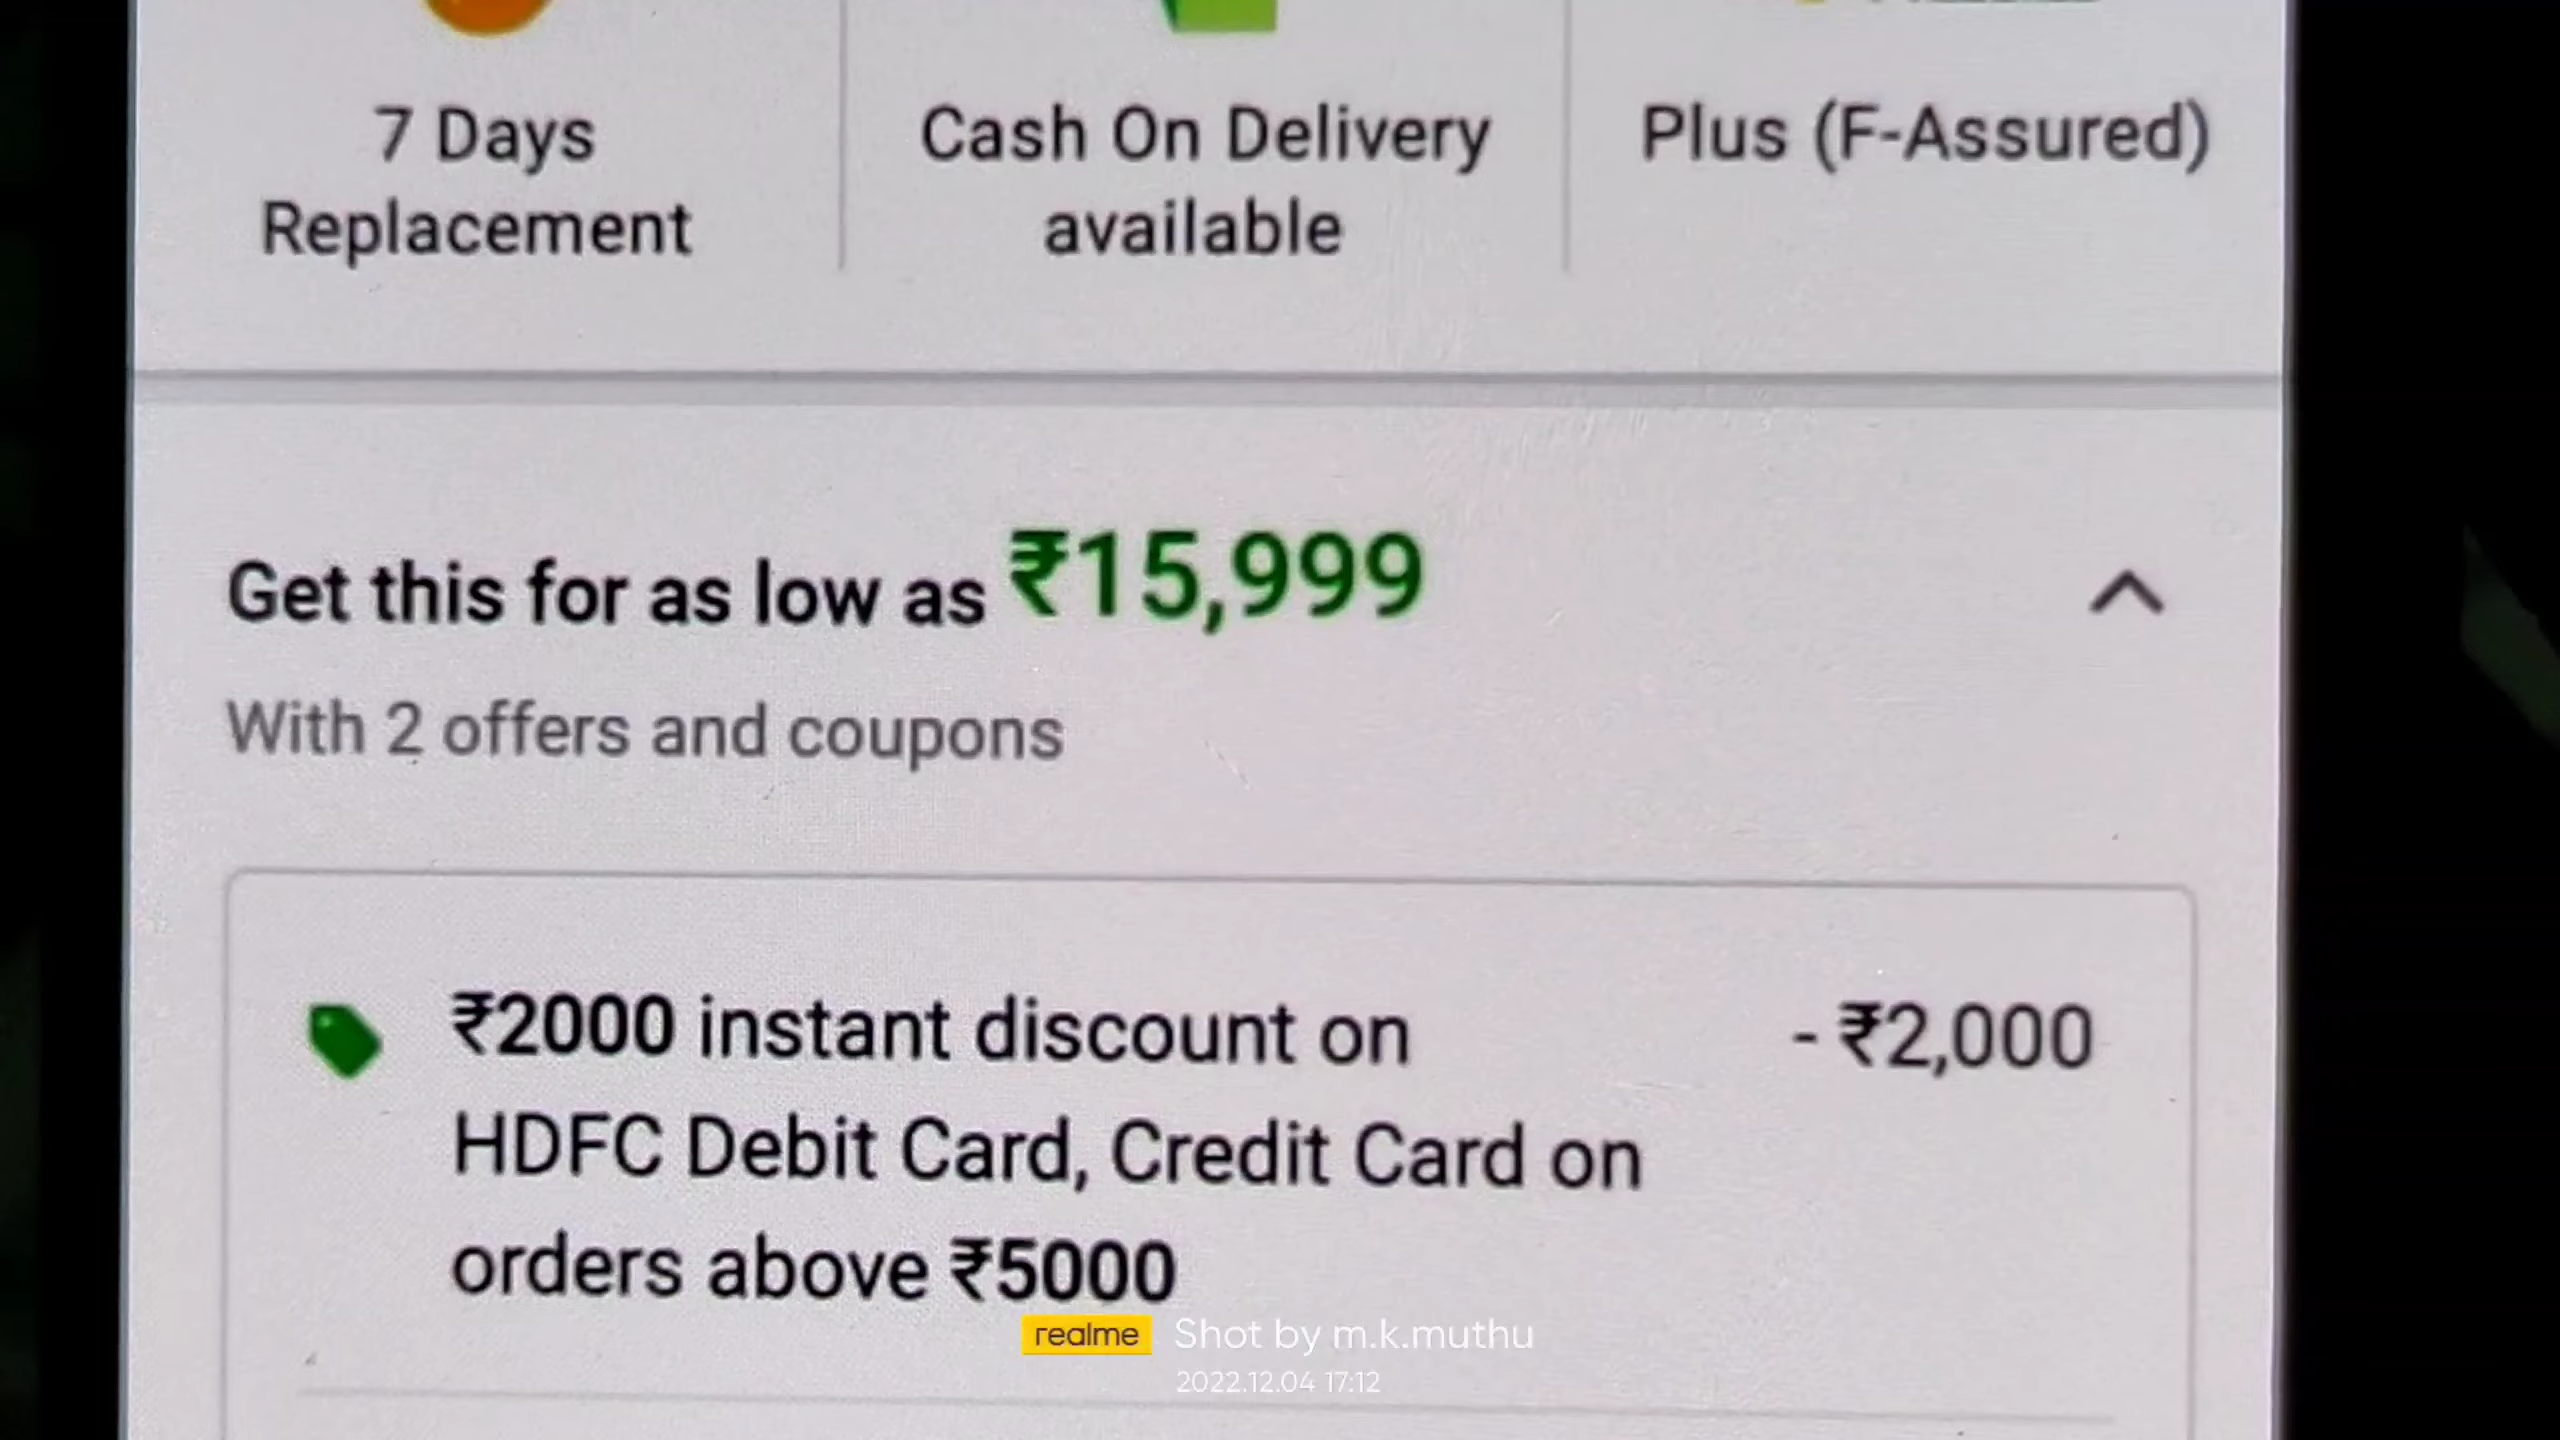 7 Days
Replacement
Cash On Delivery
available
Plus (F-Assured)
Get this for as low as ₹15,999
With 2 offers and coupons
₹2000 instant discount on
HDFC Debit Card, Credit Card on
orders above ₹5000
- ₹2,000
realme Shot by m.k.muthu
2022.12.04 17:12